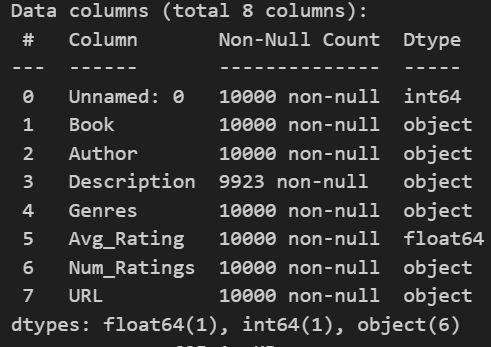 Data columns (total 8 columns):
 #   Column       Non-Null Count  Dtype
---  ------       --------------  -----
 0   Unnamed: 0   10000 non-null  int64
 1   Book         10000 non-null  object
 2   Author       10000 non-null  object
 3   Description  9923 non-null   object
 4   Genres       10000 non-null  object
 5   Avg_Rating   10000 non-null  float64
 6   Num_Ratings  10000 non-null  object
 7   URL          10000 non-null  object
dtypes: float64(1), int64(1), object(6)